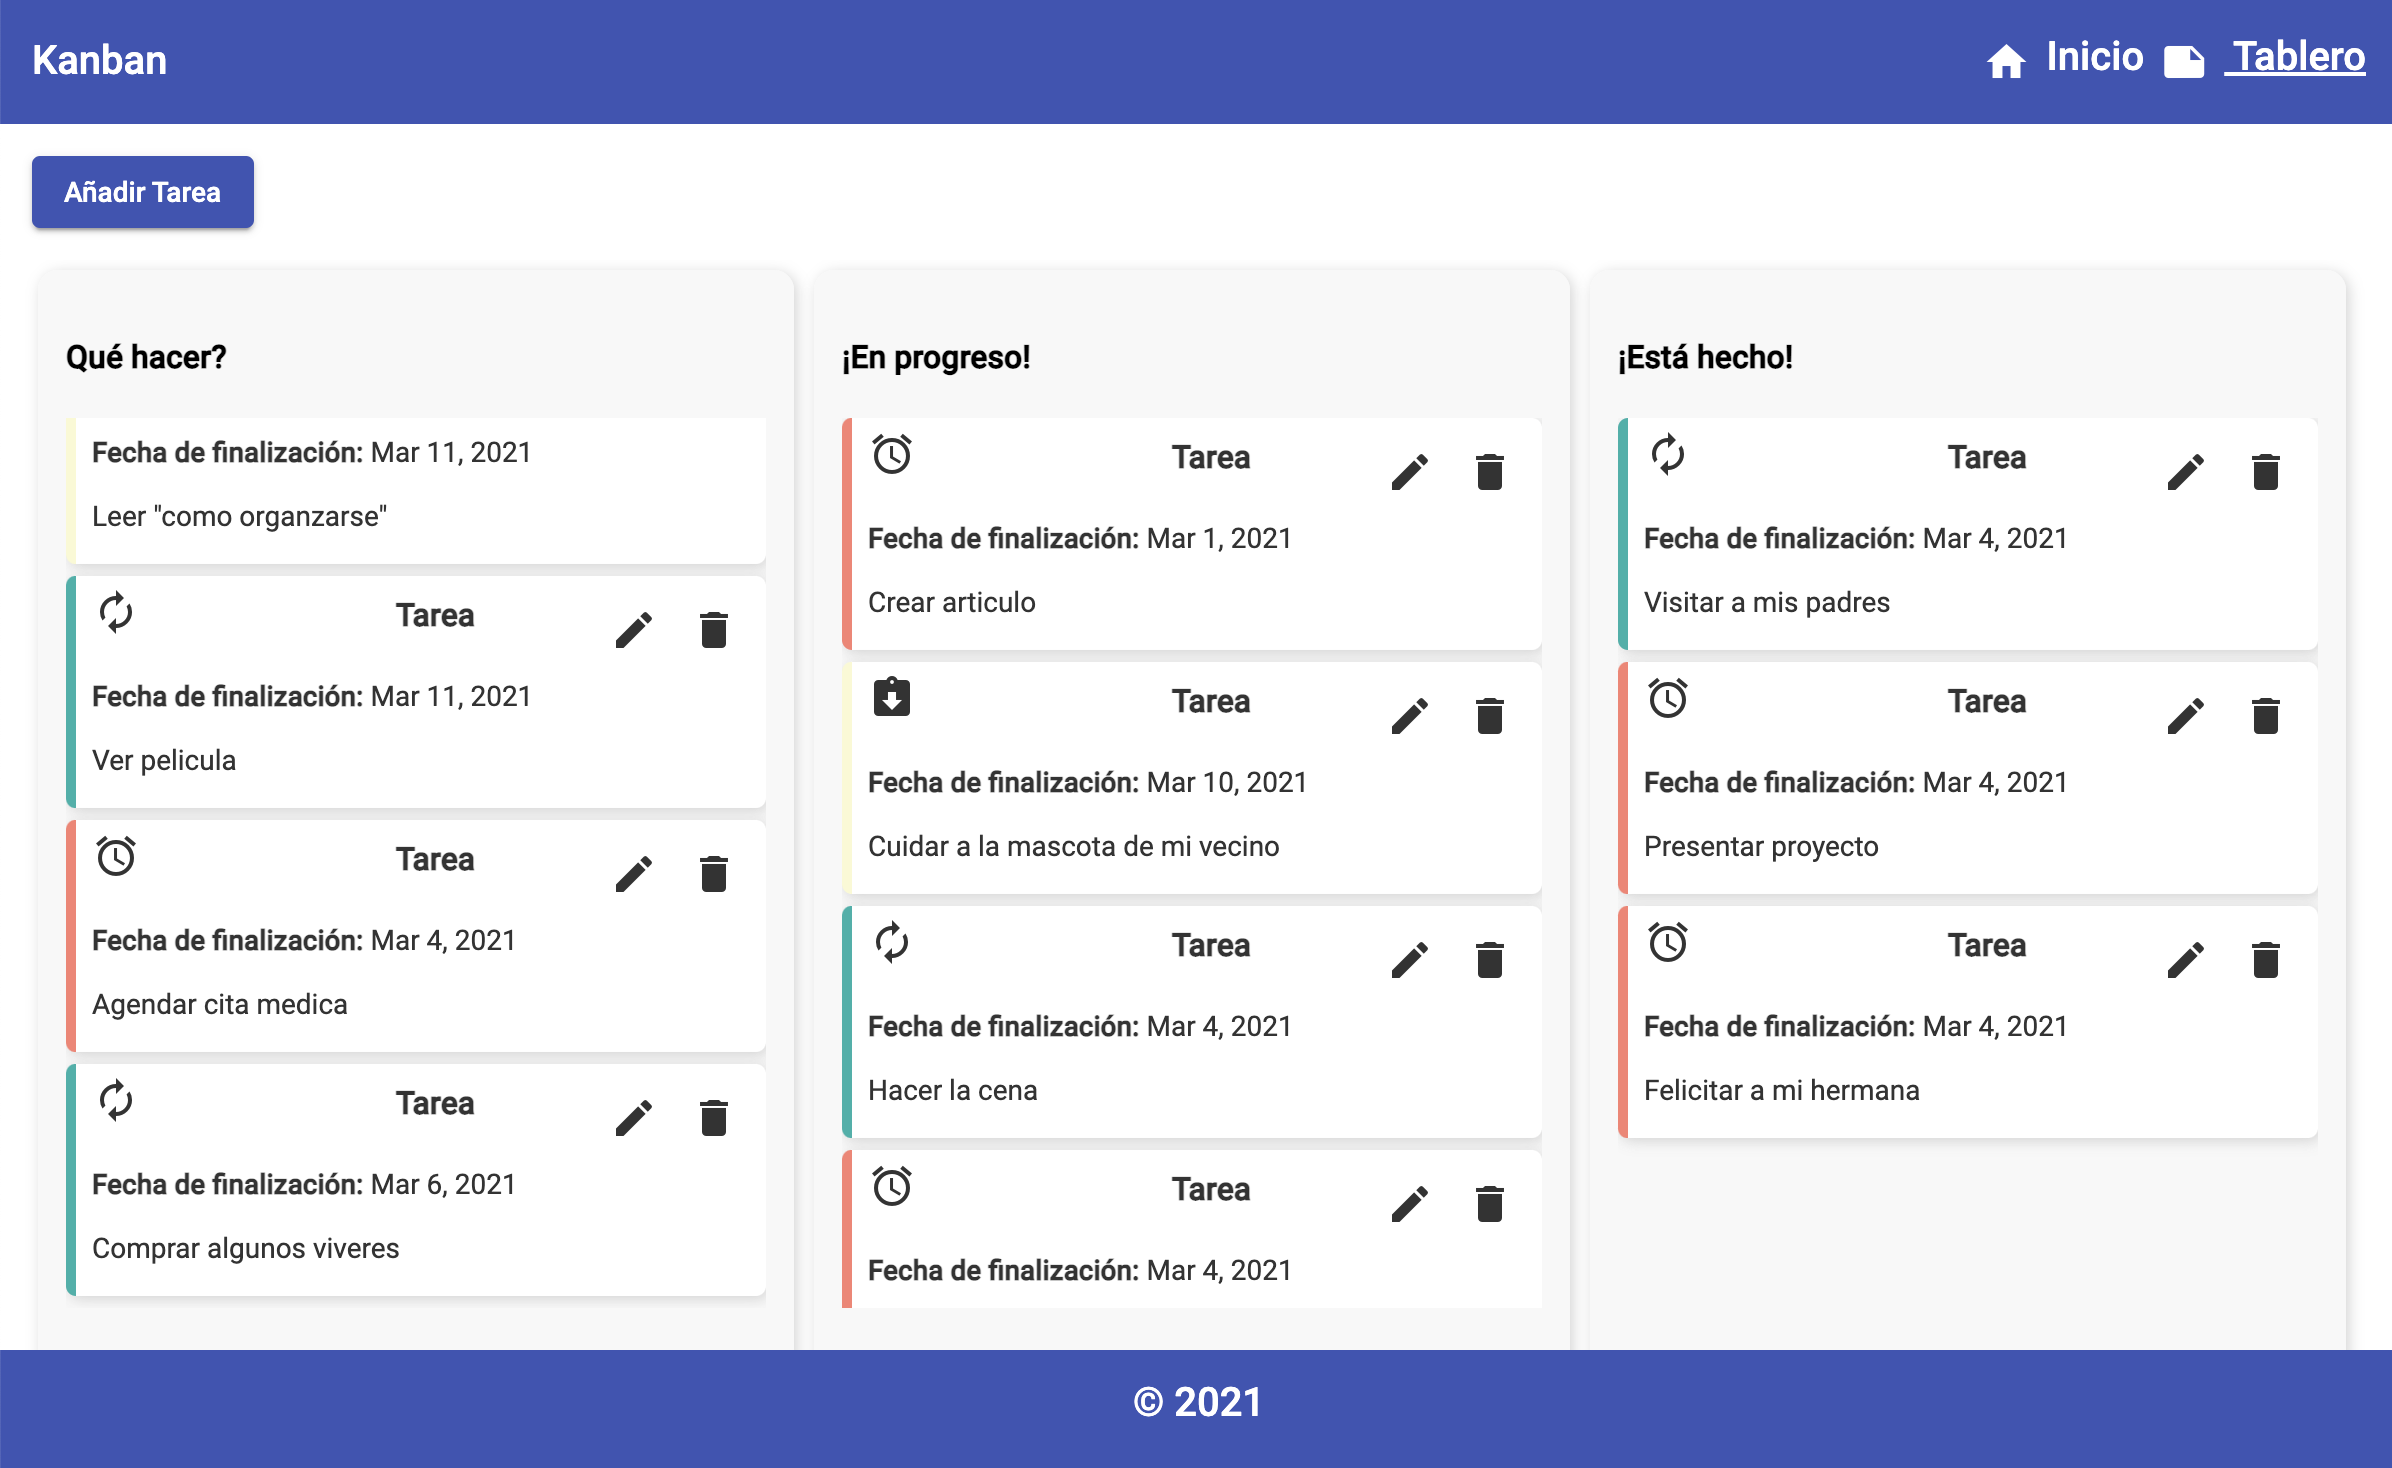 Kanban
Inicio
Tablero
Añadir Tarea
Qué hacer?
Fecha de finalización: Mar 11, 2021
Leer "como organzarse"
Tarea
Fecha de finalización: Mar 11, 2021
Ver pelicula
Tarea
Fecha de finalización: Mar 4, 2021
Agendar cita medica
Tarea
Fecha de finalización: Mar 6, 2021
Comprar algunos viveres
¡En progreso!
Tarea
Fecha de finalización: Mar 1, 2021
Crear articulo
Tarea
Fecha de finalización: Mar 10, 2021
Cuidar a la mascota de mi vecino
Tarea
Fecha de finalización: Mar 4, 2021
Hacer la cena
Tarea
Fecha de finalización: Mar 4, 2021
¡Está hecho!
Tarea
Fecha de finalización: Mar 4, 2021
Visitar a mis padres
Tarea
Fecha de finalización: Mar 4, 2021
Presentar proyecto
Tarea
Fecha de finalización: Mar 4, 2021
Felicitar a mi hermana
© 2021